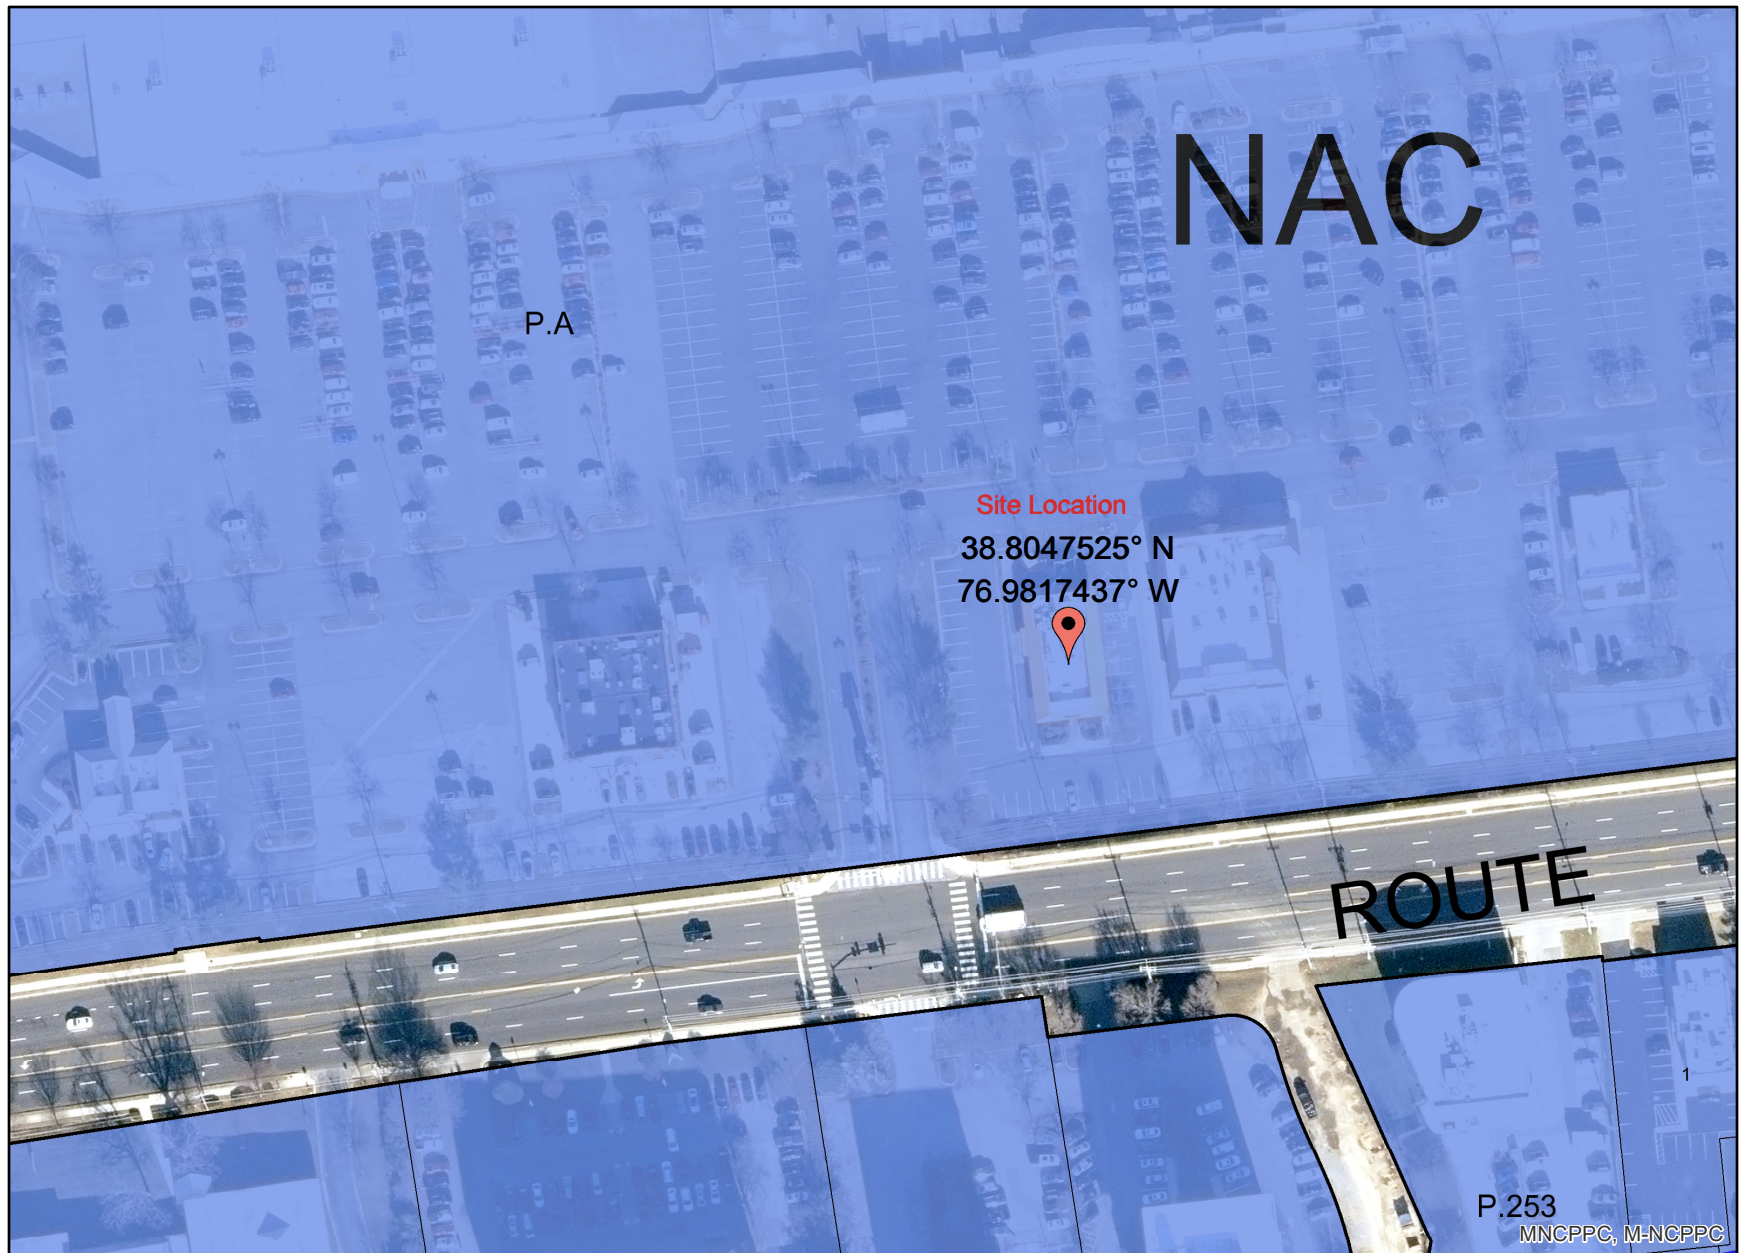 NAC
P.A
Site Location
38.8047525° N
76.9817437° W
ROUTE
1
P.253
MNCPPC, M-NCPPC